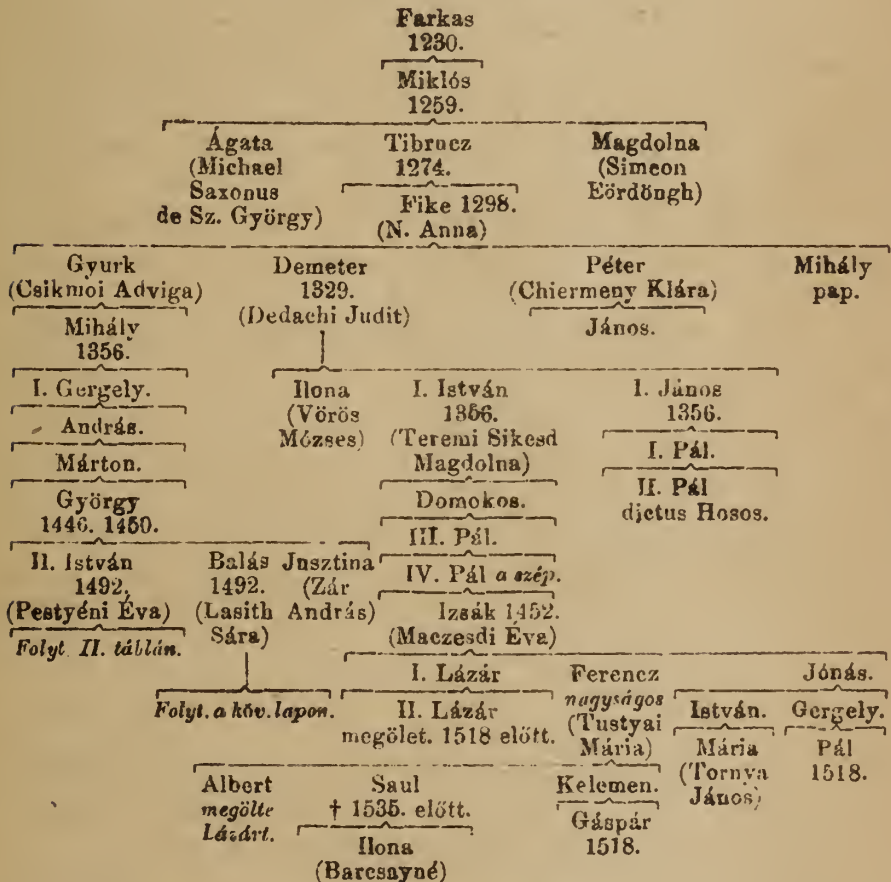 Farkas
1230.
Miklós
1259.
Ágata Tibrucz Magdolna
(Michael 1274. (Simeon
Saxonus Fike 1298. Eördöngh)
de Sz. György) (N. Anna)
Gyurk Demeter Péter Mihály
(Csikmoi Adviga) 1329. (Chiermeny Klára) pap.
Mihály (Dedachi Judit) János.
1356.
I. Gergely. Ilona I. István I. János
(Vörös 1356. 1356.
András. Mózses) (Teremi Sikesd I. Pál.
Márton. Magdolna)
György Domokos. II. Pál
1446. 1450. dictus Hosos.
III. Pál.
II. István Balás Jusztina IV. Pál a szép.
1492. 1492. (Zár
(Pestyéni Éva) (Lasith András) Izsák 1452.
Sára) (Maczesdi Éva)
Folyt. II. táblán.
I. Lázár Ferencz Jónás.
Folyt. a köv. lapon. II. Lázár nagyságos István. Gergely.
megölet. 1518 előtt. (Tustyai Mária Pál
Mária) (Tornya 1518.
Albert Saul Kelemen. János)
megölte † 1535. előtt. Gáspár
Lázárt. Ilona 1518.
(Barcsayné)